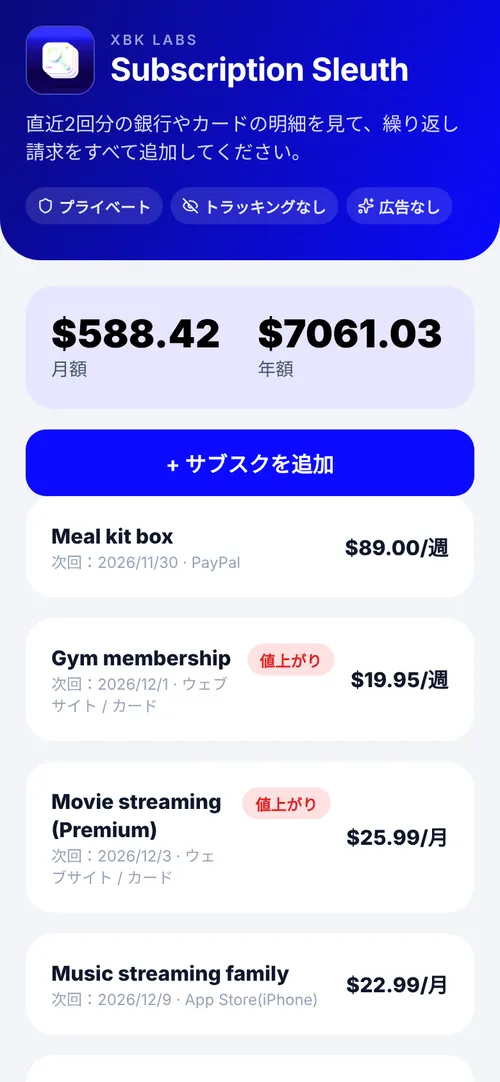 XBK LABS
Subscription Sleuth
直近2回分の銀行やカードの明細を見て、繰り返し
請求をすべて追加してください。
プライベート
トラッキングなし
広告なし
$588.42
月額
$7061.03
年額
+ サブスクを追加
Meal kit box
次回：2026/11/30 · PayPal
$89.00/週
Gym membership
値上がり
次回：2026/12/1 · ウェブ
サイト / カード
$19.95/週
Movie streaming
(Premium)
値上がり
次回：2026/12/3 · ウェ
ブサイト / カード
$25.99/月
Music streaming family
次回：2026/12/9 · App Store(iPhone)
$22.99/月